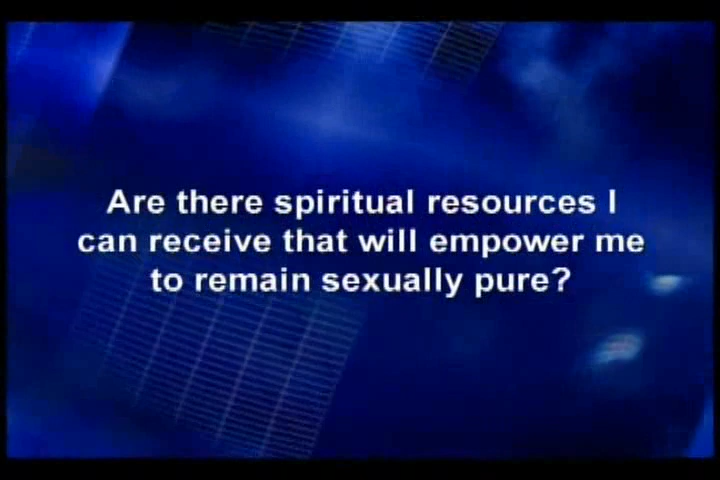 Are there spiritual resources I
can receive that will empower me
to remain sexually pure?